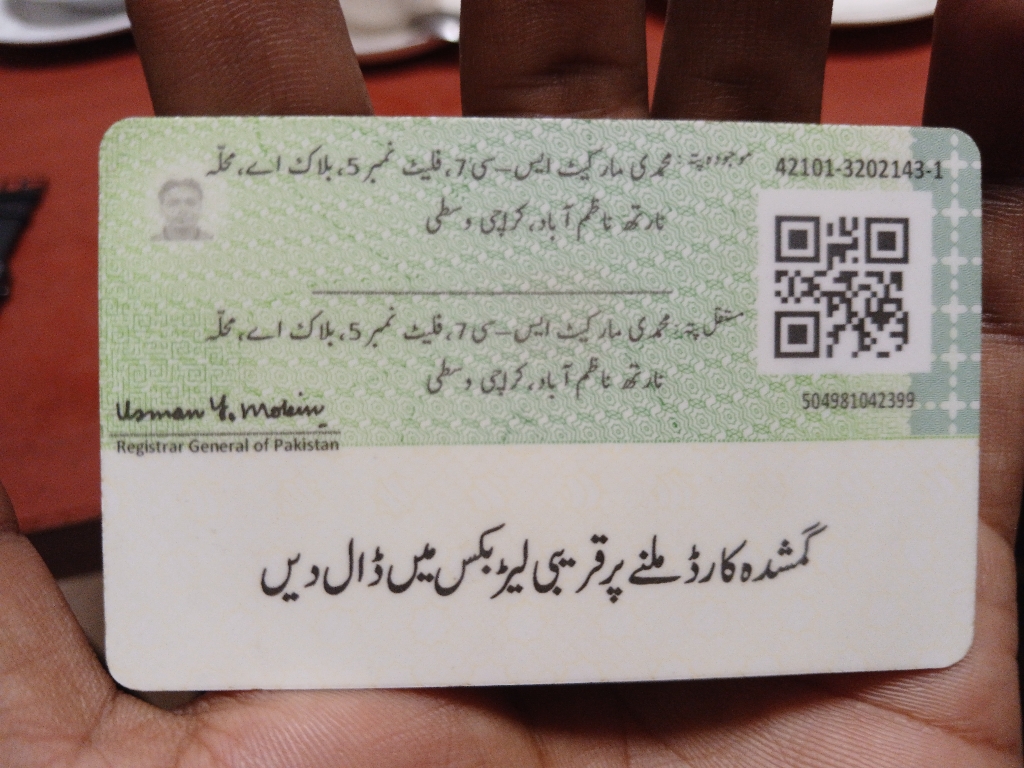 موجودہ پتہ: محمدی مارکیٹ ایس-سی 7، فلیٹ نمبر 5، بلاک اے، محلّہ
نارتھ ناظم آباد، کراچی وسطی
42101-3202143-1
مستقل پتہ: محمدی مارکیٹ ایس-سی 7، فلیٹ نمبر 5، بلاک اے، محلّہ
نارتھ ناظم آباد، کراچی وسطی
504981042399
Usman Y. Mobin
Registrar General of Pakistan
گمشدہ کارڈ ملنے پر قریبی لیٹر بکس میں ڈال دیں